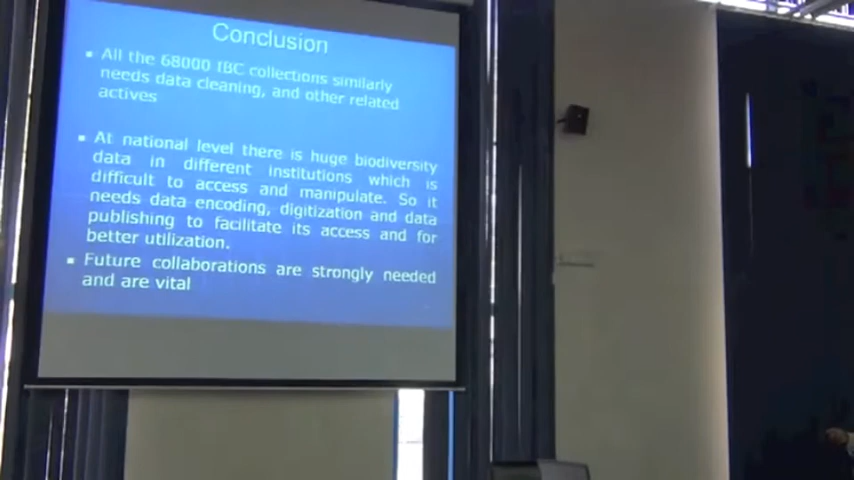 Conclusion
▪ All the 68000 IBC collections similarly
needs data cleaning, and other related
actives
▪ At national level there is huge biodiversity
data in different institutions which is
difficult to access and manipulate. So it
needs data encoding, digitization and data
publishing to facilitate its access and for
better utilization.
▪ Future collaborations are strongly needed
and are vital